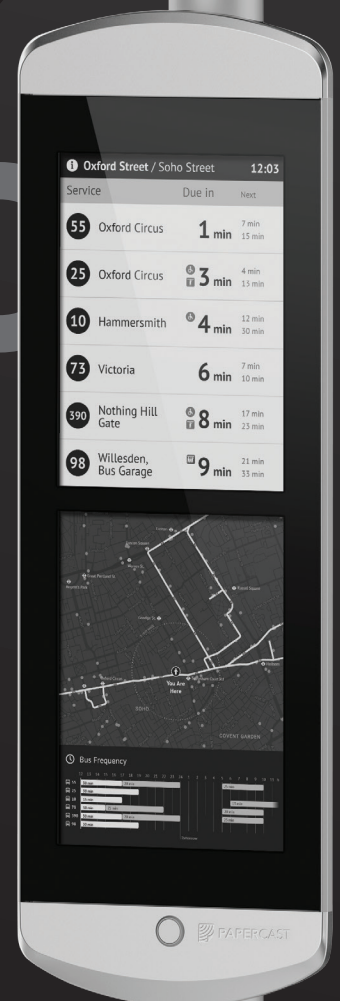 Oxford Street / Soho Street 12:03
Service Due in Next
55 Oxford Circus 1 min 7 min
15 min
25 Oxford Circus 3 min 4 min
13 min
10 Hammersmith 4 min 12 min
30 min
73 Victoria 6 min 7 min
10 min
390 Nothing Hill
Gate 8 min 17 min
23 min
98 Willesden,
Bus Garage 9 min 21 min
33 min
You Are
Here
SOHO
COVENT GARDEN
Bus Frequency
PAPERCAST